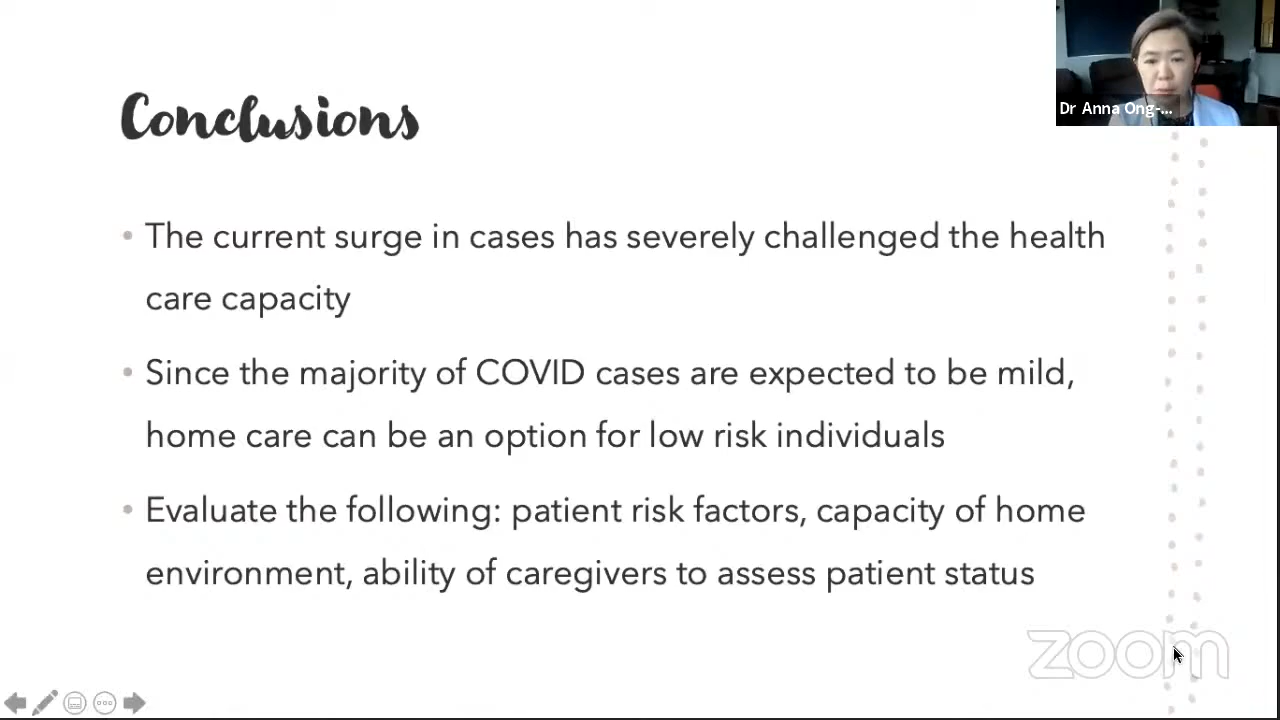 Conclusions
Dr Anna Ong-...
• The current surge in cases has severely challenged the health
care capacity
• Since the majority of COVID cases are expected to be mild,
home care can be an option for low risk individuals
• Evaluate the following: patient risk factors, capacity of home
environment, ability of caregivers to assess patient status
zoom